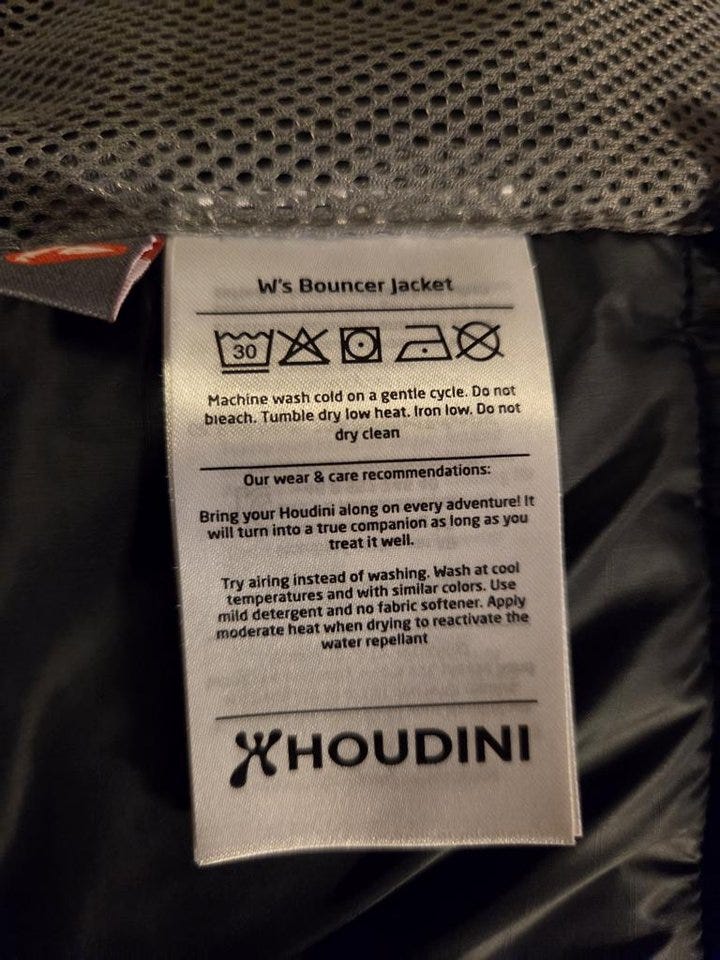 W's Bouncer Jacket
30
Machine wash cold on a gentle cycle. Do not
bleach. Tumble dry low heat. Iron low. Do not
dry clean
Our wear & care recommendations:
Bring your Houdini along on every adventure! It
will turn into a true companion as long as you
treat it well.
Try airing instead of washing. Wash at cool
temperatures and with similar colors. Use
mild detergent and no fabric softener. Apply
moderate heat when drying to reactivate the
water repellant
HOUDINI